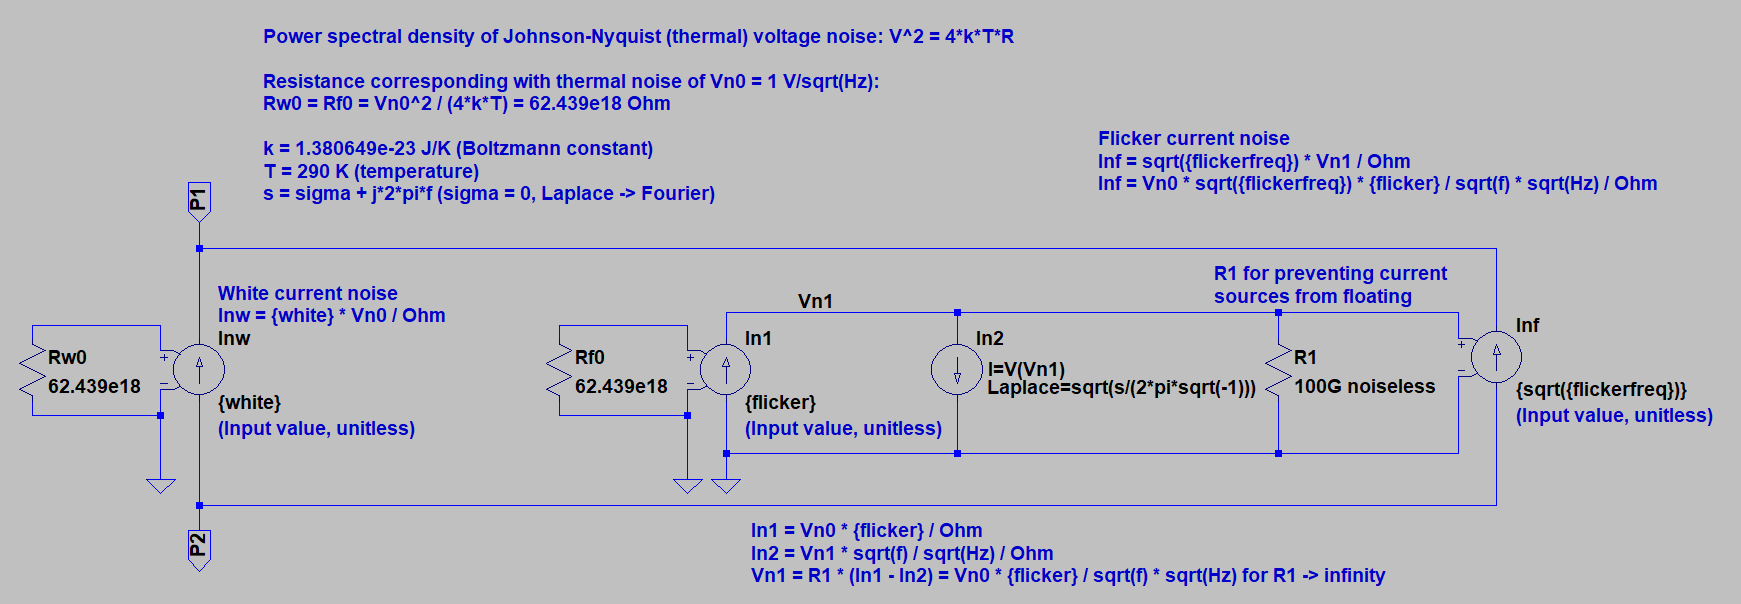 Power spectral density of Johnson-Nyquist (thermal) voltage noise: V^2 = 4*k*T*R
Resistance corresponding with thermal noise of Vn0 = 1 V/sqrt(Hz):
Rw0 = Rf0 = Vn0^2 / (4*k*T) = 62.439e18 Ohm
k = 1.380649e-23 J/K (Boltzmann constant)
T = 290 K (temperature)
s = sigma + j*2*pi*f (sigma = 0, Laplace -> Fourier)
Flicker current noise
Inf = sqrt({flickerfreq}) * Vn1 / Ohm
Inf = Vn0 * sqrt({flickerfreq}) * {flicker} / sqrt(f) * sqrt(Hz) / Ohm
P1
White current noise
Inw = {white} * Vn0 / Ohm
Inw
Rw0
62.439e18
+
−
{white}
(Input value, unitless)
Vn1
Rf0
62.439e18
+
−
In1
{flicker}
(Input value, unitless)
In2
I=V(Vn1)
Laplace=sqrt(s/(2*pi*sqrt(-1)))
R1 for preventing current
sources from floating
R1
100G noiseless
Inf
+
−
{sqrt({flickerfreq})}
(Input value, unitless)
P2
In1 = Vn0 * {flicker} / Ohm
In2 = Vn1 * sqrt(f) / sqrt(Hz) / Ohm
Vn1 = R1 * (In1 - In2) = Vn0 * {flicker} / sqrt(f) * sqrt(Hz) for R1 -> infinity